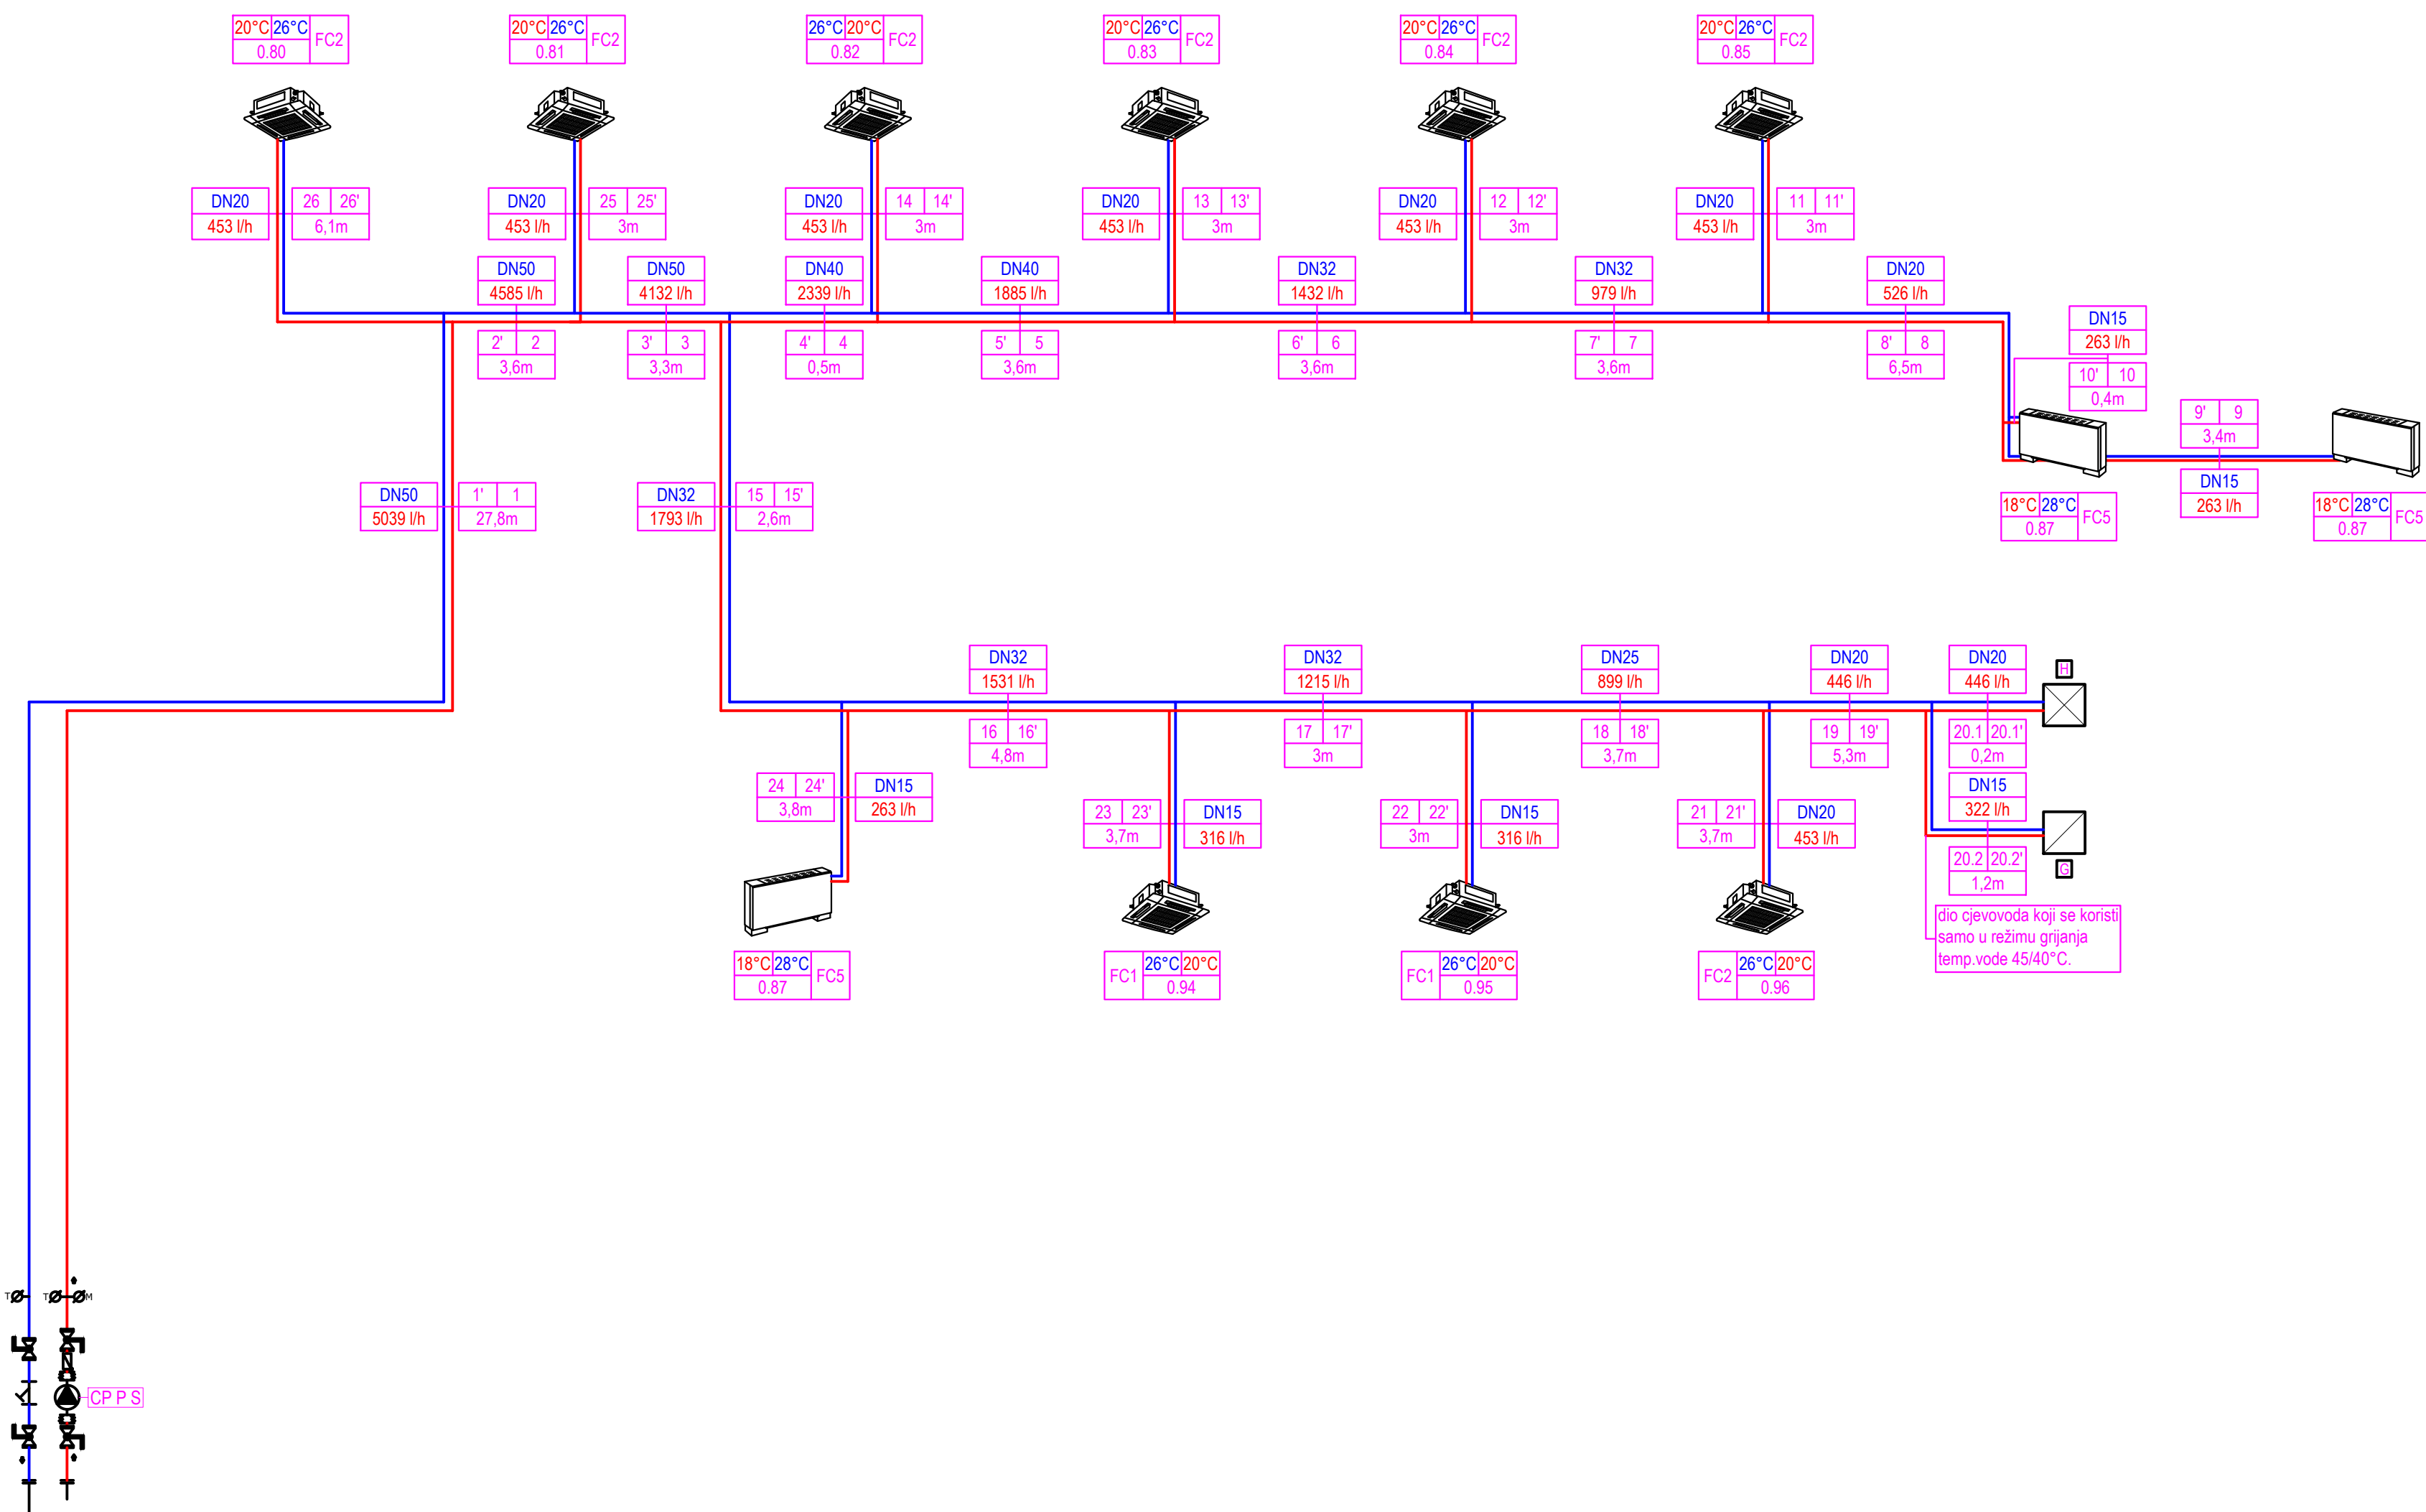 20°C 26°C FC2
0.80
20°C 26°C FC2
0.81
26°C 20°C FC2
0.82
20°C 26°C FC2
0.83
20°C 26°C FC2
0.84
20°C 26°C FC2
0.85
DN20 26 26'
453 l/h 6,1m
DN20 25 25'
453 l/h 3m
DN20 14 14'
453 l/h 3m
DN20 13 13'
453 l/h 3m
DN20 12 12'
453 l/h 3m
DN20 11 11'
453 l/h 3m
DN50
4585 l/h
2' 2
3,6m
DN50
4132 l/h
3' 3
3,3m
DN40
2339 l/h
4' 4
0,5m
DN40
1885 l/h
5' 5
3,6m
DN32
1432 l/h
6' 6
3,6m
DN32
979 l/h
7' 7
3,6m
DN20
526 l/h
8' 8
6,5m
DN15
263 l/h
10' 10
0,4m
9' 9
3,4m
DN15
263 l/h
18°C 28°C FC5
0.87
18°C 28°C FC5
0.87
DN50 1' 1
5039 l/h 27,8m
DN32 15 15'
1793 l/h 2,6m
DN32
1531 l/h
16 16'
4,8m
DN32
1215 l/h
17 17'
3m
DN25
899 l/h
18 18'
3,7m
DN20
446 l/h
19 19'
5,3m
DN20
446 l/h
20.1 20.1'
0,2m
H
DN15
322 l/h
20.2 20.2'
1,2m
G
24 24' DN15
3,8m 263 l/h
23 23' DN15
3,7m 316 l/h
22 22' DN15
3m 316 l/h
21 21' DN20
3,7m 453 l/h
dio cjevovoda koji se koristi
samo u režimu grijanja
temp.vode 45/40°C.
18°C 28°C FC5
0.87
FC1 26°C 20°C
0.94
FC1 26°C 20°C
0.95
FC2 26°C 20°C
0.96
T T M
CP P S